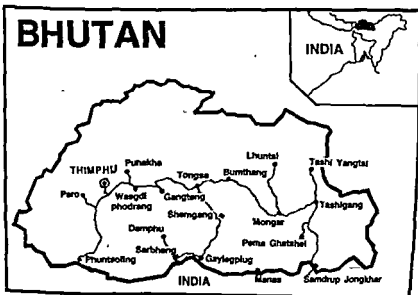 BHUTAN
INDIA
Lhuntsi
Tashi Yangtsi
Punakha
THIMPHU
Tongsa
Bumthang
Paro
Wangdi
phodrang
Gangteng
Tashigang
Shemgang
Mongar
Damphu
Pema Ghatshel
Sarbhang
Phuntsoling
Gaylegphug
INDIA
Manas
Samdrup Jongkhar